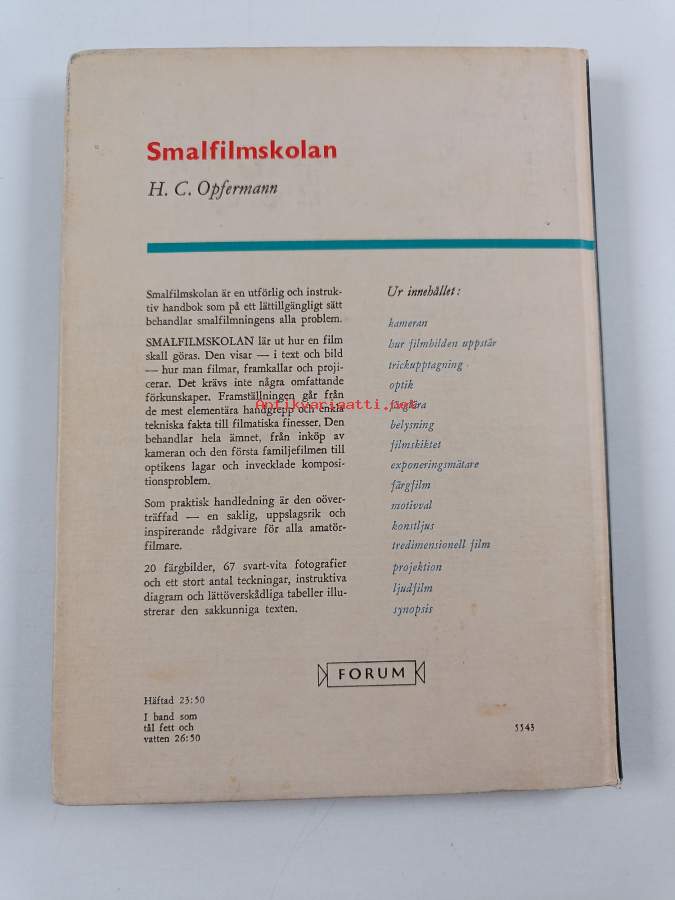 Smalfilmskolan
H. C. Opfermann
Smalfilmskolan är en utförlig och instruk-
tiv handbok som på ett lättillgängligt sätt
behandlar smalfilmningens alla problem.
SMALFILMSKOLAN lär ut hur en film
skall göras. Den visar — i text och bild
— hur man filmar, framkallar och proji-
cerar. Det krävs inte några omfattande
förkunskaper. Framställningen går från
de mest elementära handgrepp och enkla
tekniska fakta till filmatiska finesser. Den
behandlar hela ämnet, från inköp av
kameran och den första familjefilmen till
optikens lagar och invecklade komposi-
tionsproblem.
Som praktisk handledning är den oöver-
träffad — en saklig, uppslagsrik och
inspirerande rådgivare för alla amatör-
filmare.
20 färgbilder, 67 svart-vita fotografier
och ett stort antal teckningar, instruktiva
diagram och lättöverskådliga tabeller illu-
strerar den sakkunniga texten.
Ur innehållet:
kameran
hur filmbilden uppstår
trickupptagning
optik
färglära
belysning
filmskiktet
exponeringsmätare
färgfilm
motivval
konstljus
tredimensionell film
projektion
ljudfilm
synopsis
Antikvariaatti.com
FORUM
Häftad 23:50
I band som
tål fett och
vatten 26:50
5543